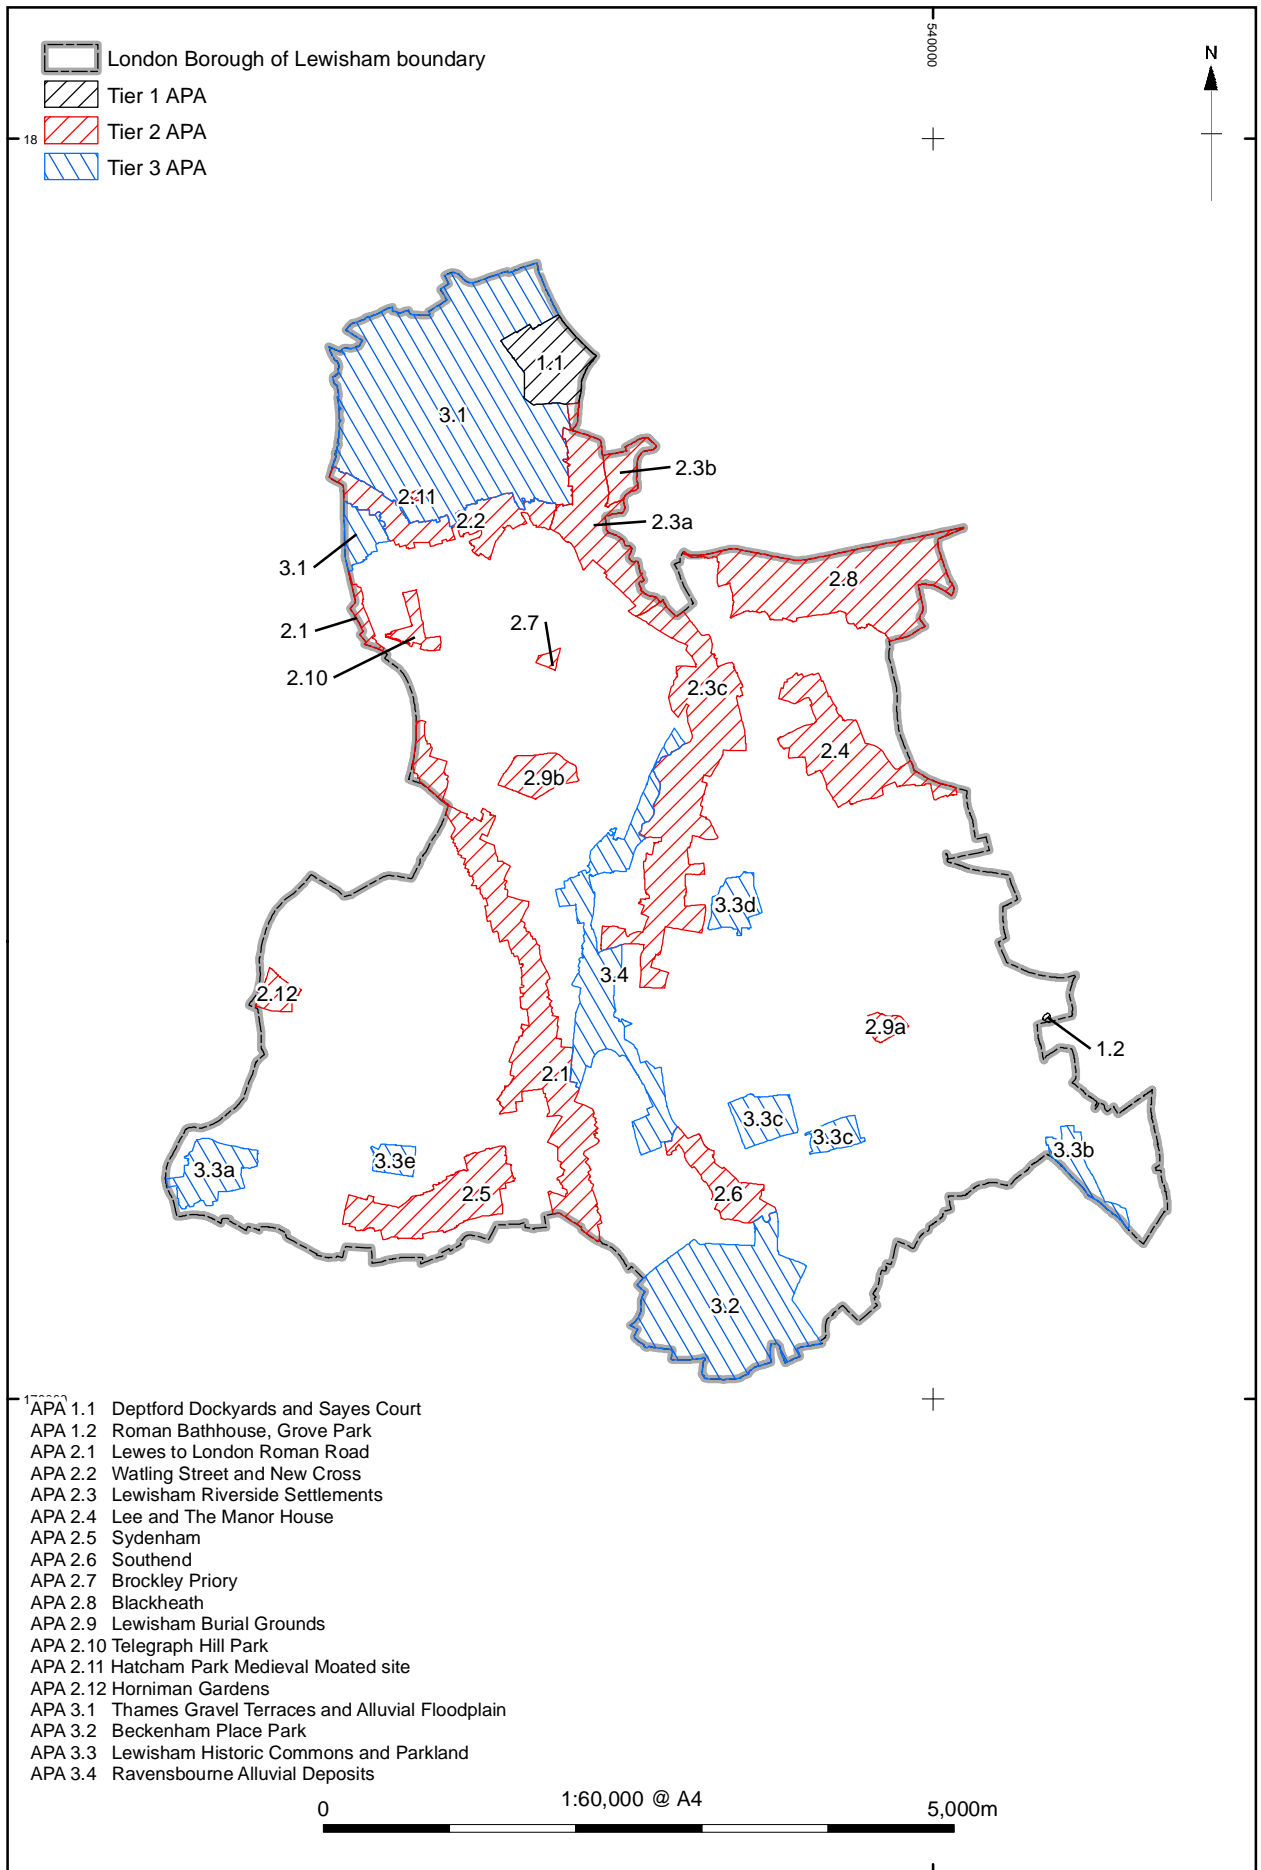 540000
N
London Borough of Lewisham boundary
Tier 1 APA
Tier 2 APA
18
Tier 3 APA
1.1
3.1
2.3b
2.11
2.2
2.3a
3.1
2.8
2.1
2.7
2.10
2.3c
2.4
2.9b
3.3d
3.4
2.12
2.9a
1.2
2.1
3.3c
3.3c
3.3b
3.3e
3.3a
2.5
2.6
3.2
APA 1.1 Deptford Dockyards and Sayes Court
APA 1.2 Roman Bathhouse, Grove Park
APA 2.1 Lewes to London Roman Road
APA 2.2 Watling Street and New Cross
APA 2.3 Lewisham Riverside Settlements
APA 2.4 Lee and The Manor House
APA 2.5 Sydenham
APA 2.6 Southend
APA 2.7 Brockley Priory
APA 2.8 Blackheath
APA 2.9 Lewisham Burial Grounds
APA 2.10 Telegraph Hill Park
APA 2.11 Hatcham Park Medieval Moated site
APA 2.12 Horniman Gardens
APA 3.1 Thames Gravel Terraces and Alluvial Floodplain
APA 3.2 Beckenham Place Park
APA 3.3 Lewisham Historic Commons and Parkland
APA 3.4 Ravensbourne Alluvial Deposits
1:60,000 @ A4
0 5,000m